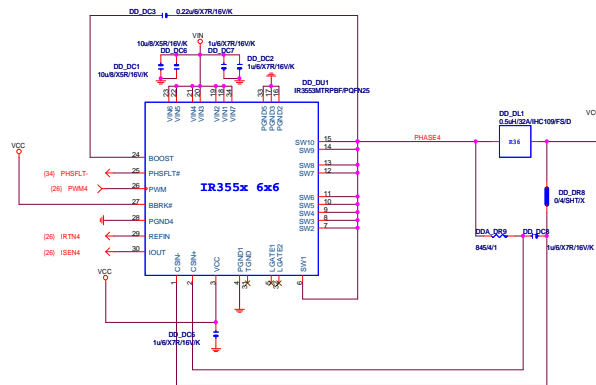 DD_DC3 0.22u/6/X7R/16V/K
VIN
10u/8/X5R/16V/K 1u/6/X7R/16V/K
DD_DC6 DD_DC7
DD_DC1 DD_DC2
10u/8/X5R/16V/K 1u/6/X7R/16V/K
DD_DU1
IR3553MTRPBF/PQFN25
23 22 21 20 19 18 34 33 17 16
VIN6 VIN5 VIN4 VIN3 VIN2 VIN1 VIN7 PGND5 PGND3 PGND2
DD_DL1
0.5uH/32A/IHC109/FS/D
VCC
R36
PHASE4
SW10 15
SW9 14
SW8 13
SW7 12
SW6 11
SW5 10
SW4 9
SW3 8
SW2 7
VCC
24 BOOST
(34) PHSFLT- 25 PHSFLT#
(26) PWM4 26 PWM
27 BBRK#
28 PGND4
(26) IRTN4 29 REFIN
(26) ISEN4 30 IOUT
IR355x 6x6
DD_DR8
0/4/SHT/X
DDA_DR9 DD_DC8
845/4/1 1u/6/X7R/16V/K
CSN- CSN+ VCC PGND1 TGND LGATE1 LGATE2 SW1
1 2 3 4 31 5 32 6
VCC
DD_DC5
1u/6/X7R/16V/K